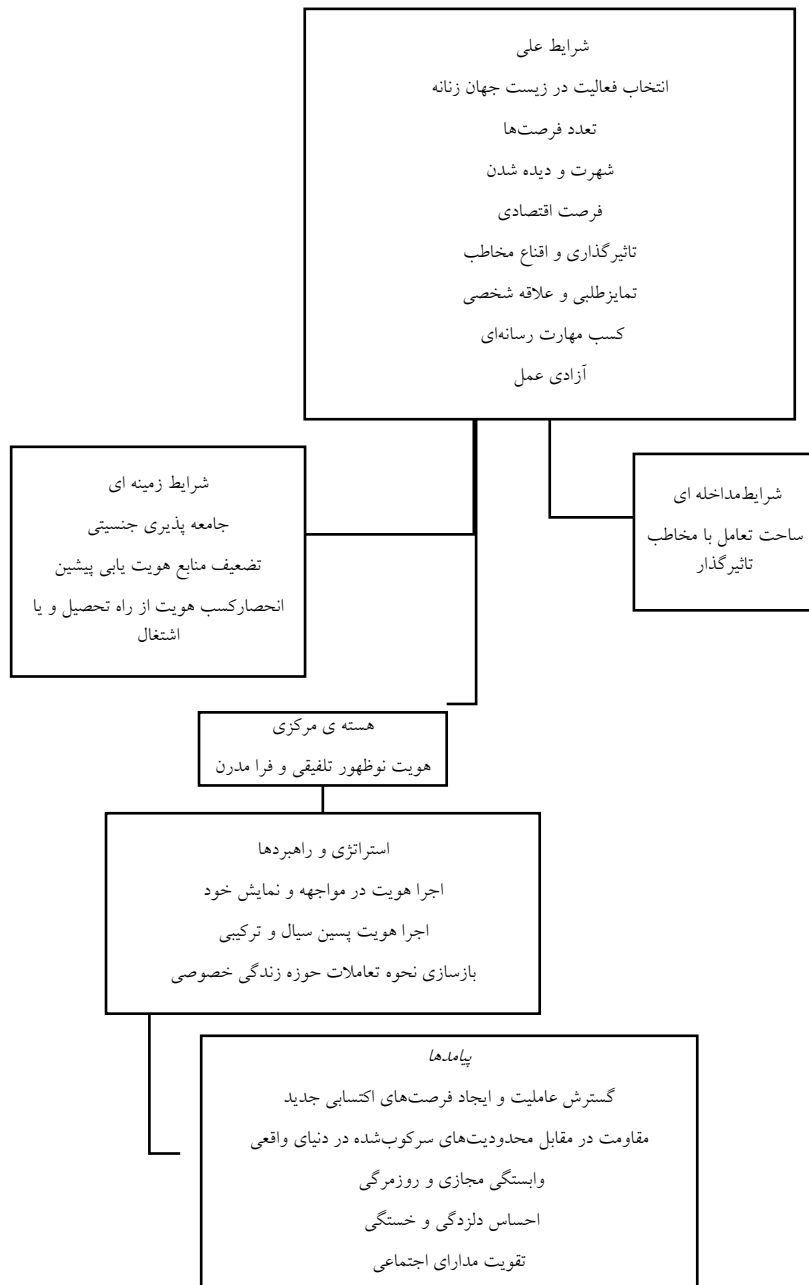 شرایط علی
انتخاب فعالیت در زیست جهان زنانه
تعدد فرصت‌ها
شهرت و دیده شدن
فرصت اقتصادی
تاثیرگذاری و اقناع مخاطب
تمایزطلبی و علاقه شخصی
کسب مهارت رسانه‌ای
آزادی عمل
شرایط زمینه ای
جامعه پذیری جنسیتی
تضعیف منابع هویت یابی پیشین
انحصارکسب هویت از راه تحصیل و یا
اشتغال
شرایط‌مداخله ای
ساحت تعامل با مخاطب
تاثیرگذار
هسته ی مرکزی
هویت نوظهور تلفیقی و فرا مدرن
استراتژی و راهبردها
اجرا هویت در مواجهه و نمایش خود
اجرا هویت پسین سیال و ترکیبی
بازسازی نحوه تعاملات حوزه زندگی خصوصی
پیامدها
گسترش عاملیت و ایجاد فرصت‌های اکتسابی جدید
مقاومت در مقابل محدودیت‌های سرکوب‌شده در دنیای واقعی
وابستگی مجازی و روزمرگی
احساس دلزدگی و خستگی
تقویت مدارای اجتماعی